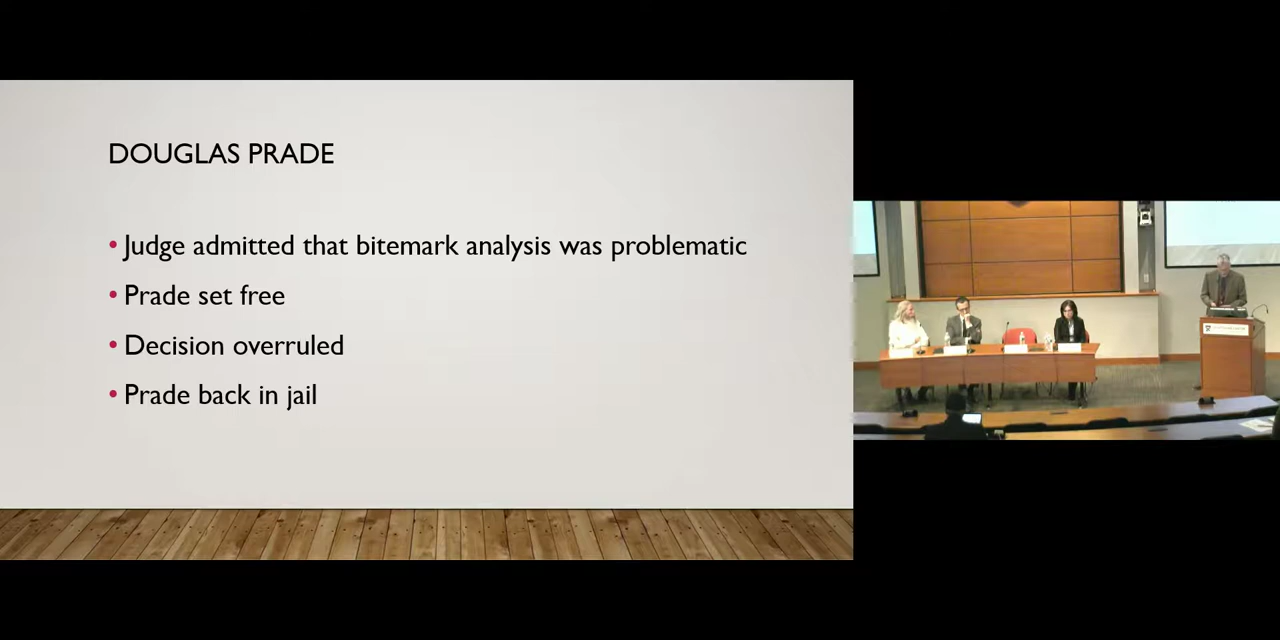 DOUGLAS PRADE
• Judge admitted that bitemark analysis was problematic
• Prade set free
• Decision overruled
• Prade back in jail